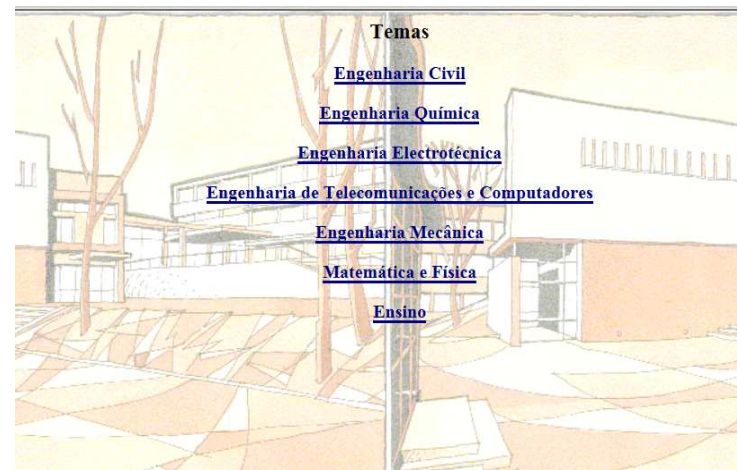 Temas
Engenharia Civil
Engenharia Química
Engenharia Electrotécnica
Engenharia de Telecomunicações e Computadores
Engenharia Mecânica
Matemática e Física
Ensino